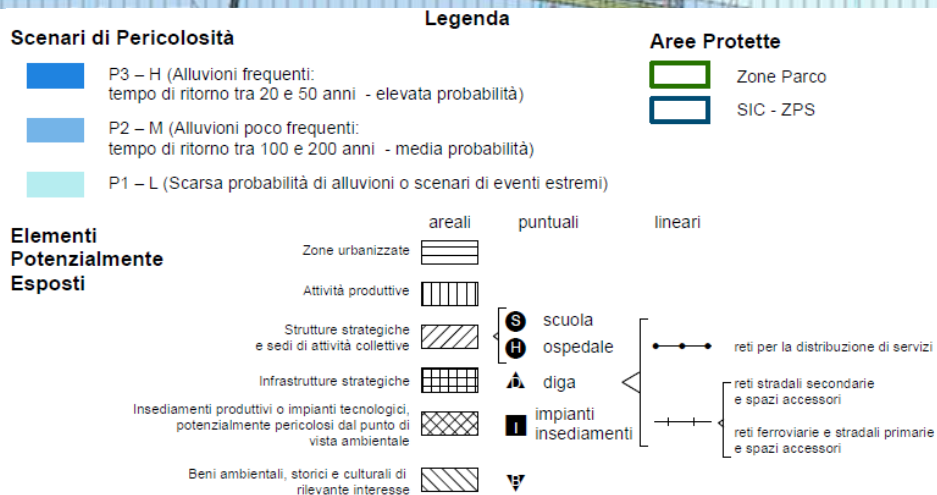 Legenda
Scenari di Pericolosità
P3 – H (Alluvioni frequenti:
tempo di ritorno tra 20 e 50 anni - elevata probabilità)
P2 – M (Alluvioni poco frequenti:
tempo di ritorno tra 100 e 200 anni - media probabilità)
P1 – L (Scarsa probabilità di alluvioni o scenari di eventi estremi)
Aree Protette
Zone Parco
SIC - ZPS
Elementi
Potenzialmente
Esposti
areali
puntuali
lineari
Zone urbanizzate
Attività produttive
Strutture strategiche
e sedi di attività collettive
S scuola
H ospedale
Infrastrutture strategiche
D diga
Insediamenti produttivi o impianti tecnologici,
potenzialmente pericolosi dal punto di
vista ambientale
I impianti
insediamenti
Beni ambientali, storici e culturali di
rilevante interesse
B
reti per la distribuzione di servizi
reti stradali secondarie
e spazi accessori
reti ferroviarie e stradali primarie
e spazi accessori